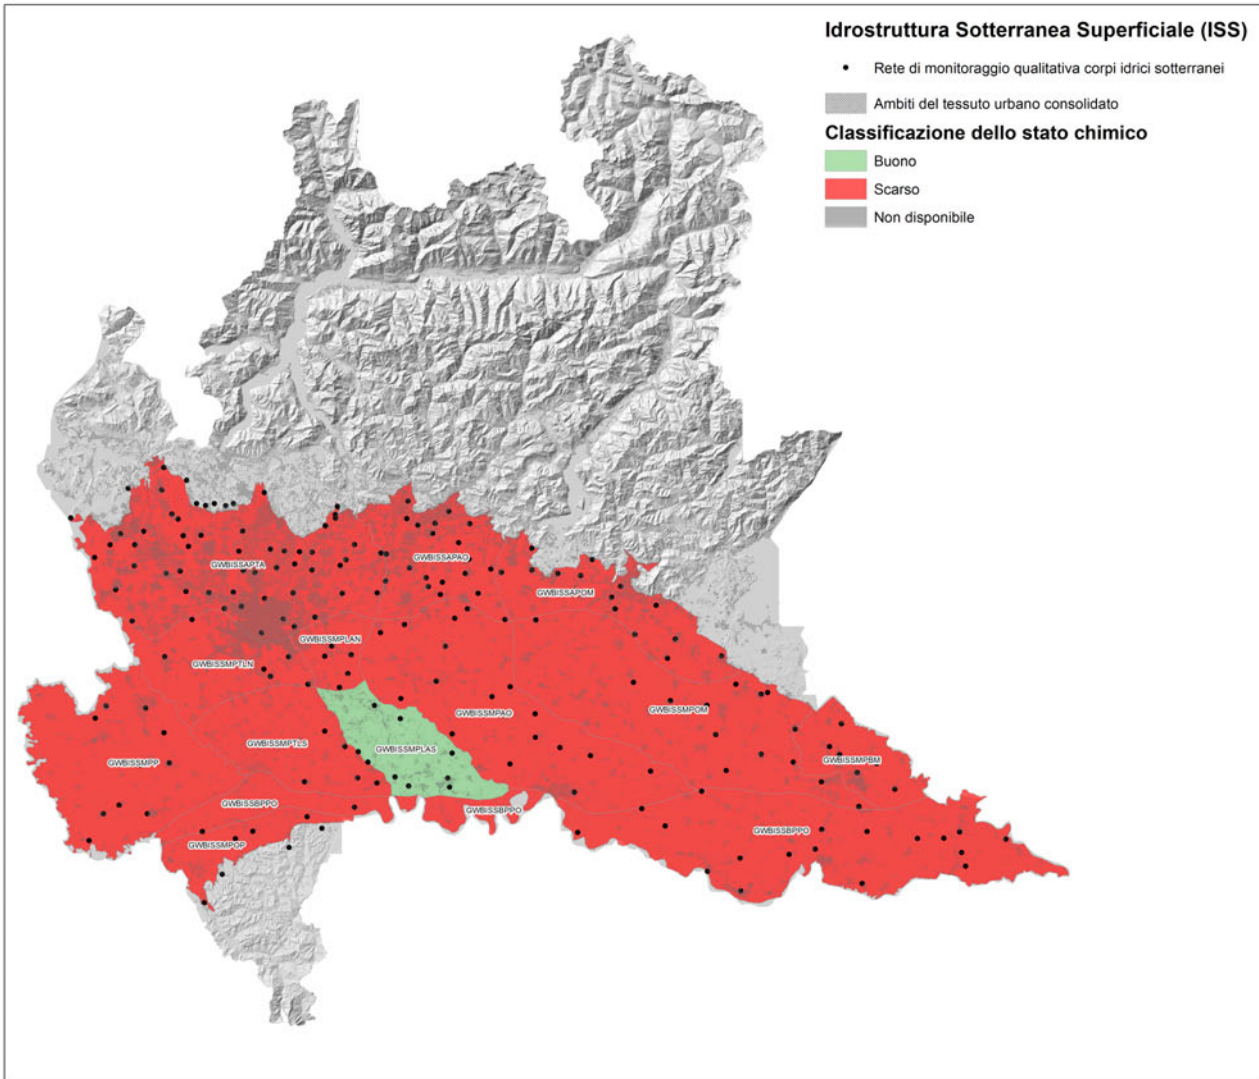 Idrostruttura Sotterranea Superficiale (ISS)
Rete di monitoraggio qualitativa corpi idrici sotterranei
Ambiti del tessuto urbano consolidato
Classificazione dello stato chimico
Buono
Scarso
Non disponibile
GWBISSAPTA
GWBISSAPAO
GWBISSAPOM
GWBISSMPLAN
GWBISSMPTLN
GWBISSMPAO
GWBISSMPOM
GWBISSMPTLS
GWBISSMPLAS
GWBISSMPP
GWBISSMPBM
GWBISSBPPO
GWBISSBPPO
GWBISSBPPO
GWBISSMPOP